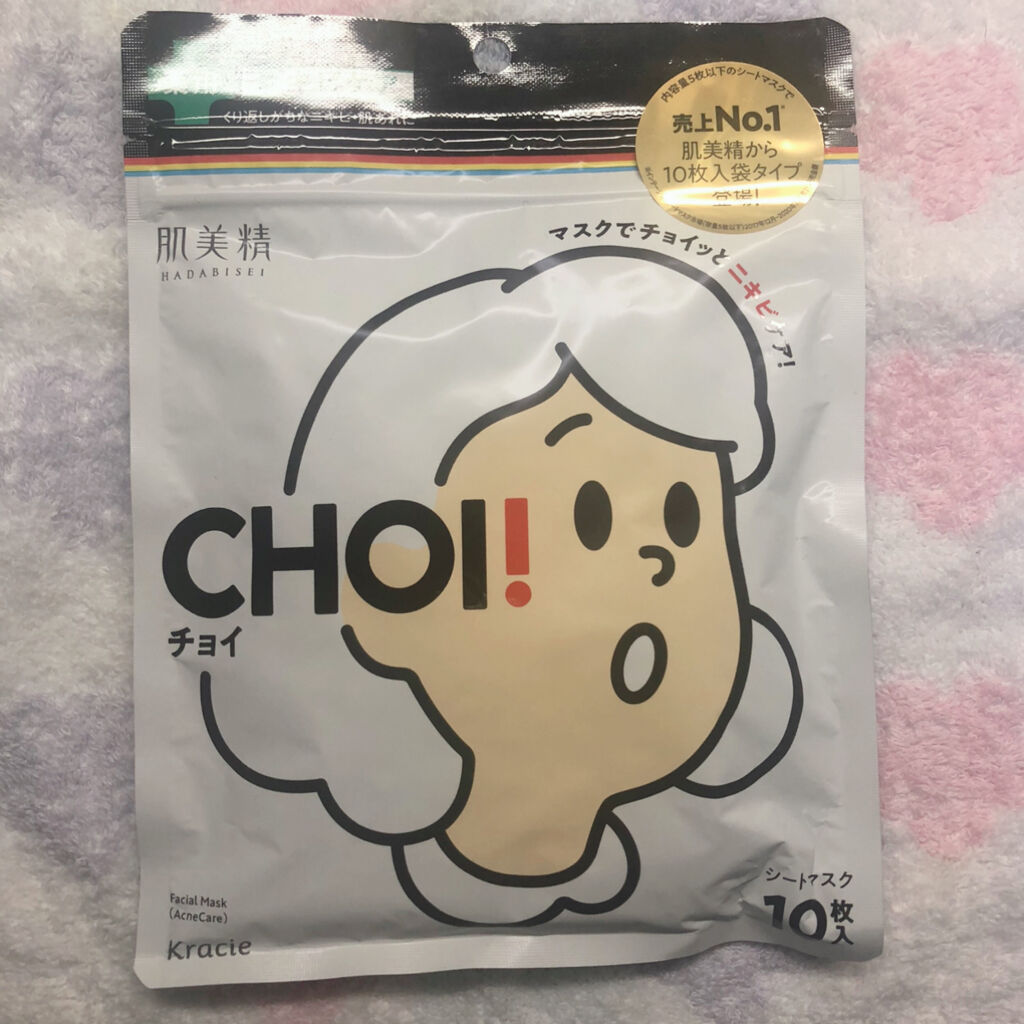 くり返しがちなニキビ・肌あれに
内容量5枚以下のシートマスクで
売上No.1
肌美精から
10枚入袋タイプ
登場!
肌美精
HADABISEI
マスクでチョイッとニキビケア!
CHOI!
チョイ
Facial Mask
(AcneCare)
Kracie
シートマスク
10枚入